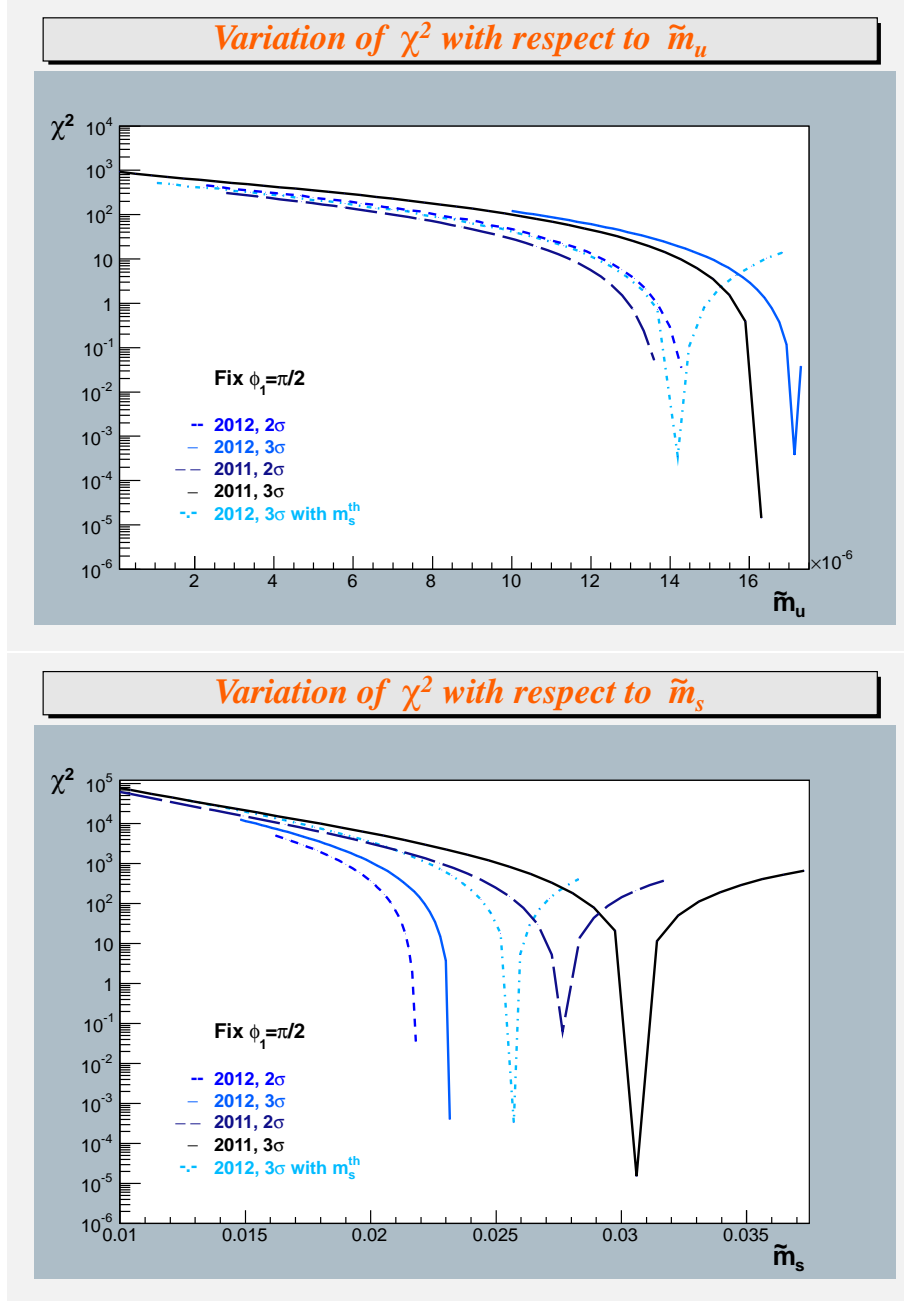 Variation of χ² with respect to m̃ᵤ
χ²
10⁴
10³
10²
10
1
10⁻¹
10⁻²
10⁻³
10⁻⁴
10⁻⁵
10⁻⁶
Fix ϕ₁=π/2
-- 2012, 2σ
– 2012, 3σ
– – 2011, 2σ
– 2011, 3σ
-·- 2012, 3σ with mₛᵗʰ
2 4 6 8 10 12 14 16 ×10⁻⁶
m̃ᵤ
Variation of χ² with respect to m̃ₛ
χ²
10⁵
10⁴
10³
10²
10
1
10⁻¹
10⁻²
10⁻³
10⁻⁴
10⁻⁵
10⁻⁶
Fix ϕ₁=π/2
-- 2012, 2σ
– 2012, 3σ
– – 2011, 2σ
– 2011, 3σ
-·- 2012, 3σ with mₛᵗʰ
0.01 0.015 0.02 0.025 0.03 0.035
m̃ₛ